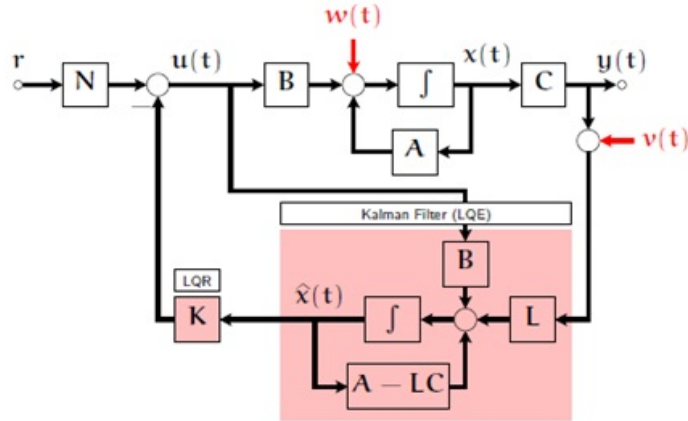 w(t)
r
N
u(t)
B
∫
x(t)
C
y(t)
A
v(t)
Kalman Filter (LQE)
B
LQR
K
x̂(t)
∫
L
A − LC